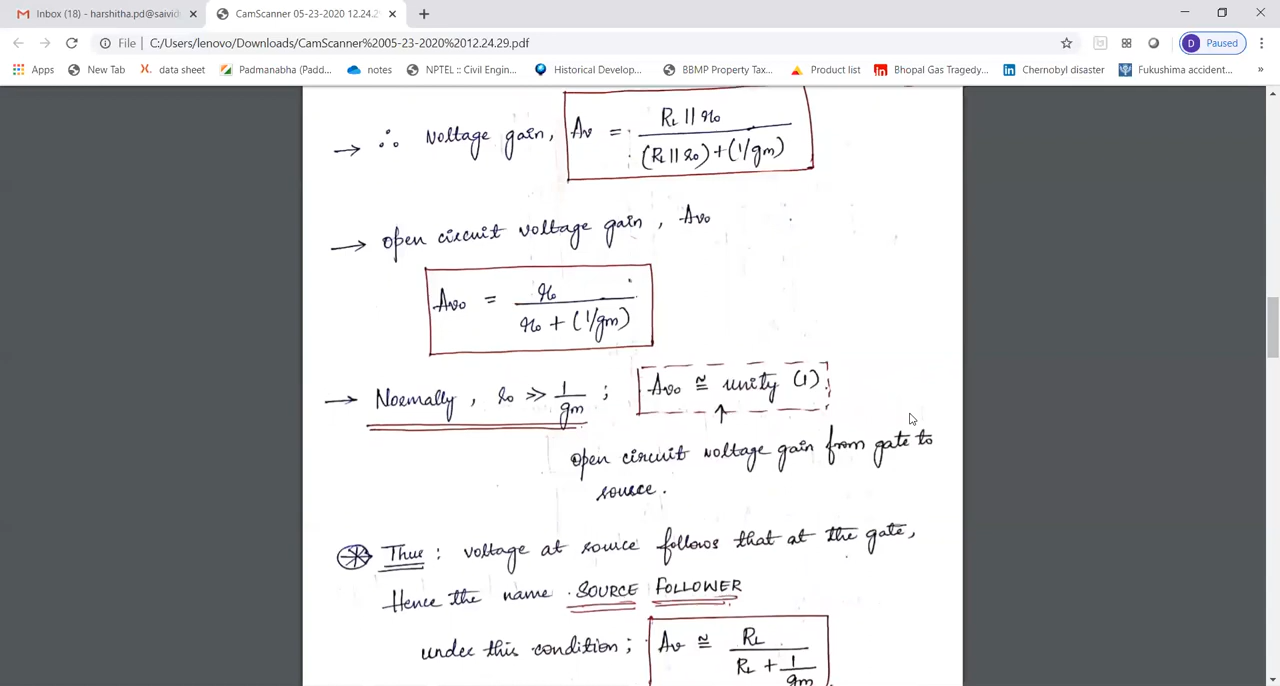 Inbox (18) - harshitha.pd@saivid
CamScanner 05-23-2020 12.24.2
File C:/Users/lenovo/Downloads/CamScanner%2005-23-2020%2012.24.29.pdf
D Paused
Apps New Tab data sheet Padmanabha (Padd... notes NPTEL :: Civil Engin... Historical Develop... BBMP Property Tax... Product list Bhopal Gas Tragedy... Chernobyl disaster Fukushima accident... »
→ ∴ Voltage gain, Av = RL || ro / (RL || ro) + (1/gm)
→ open circuit voltage gain, Avo
Avo = ro / ro + (1/gm)
→ Normally, ro >> 1/gm ; Avo ≅ unity (1)
↑
open circuit voltage gain from gate to
source.
Thus : voltage at source follows that at the gate,
Hence the name SOURCE FOLLOWER
under this condition; Av ≅ RL / RL + 1/gm